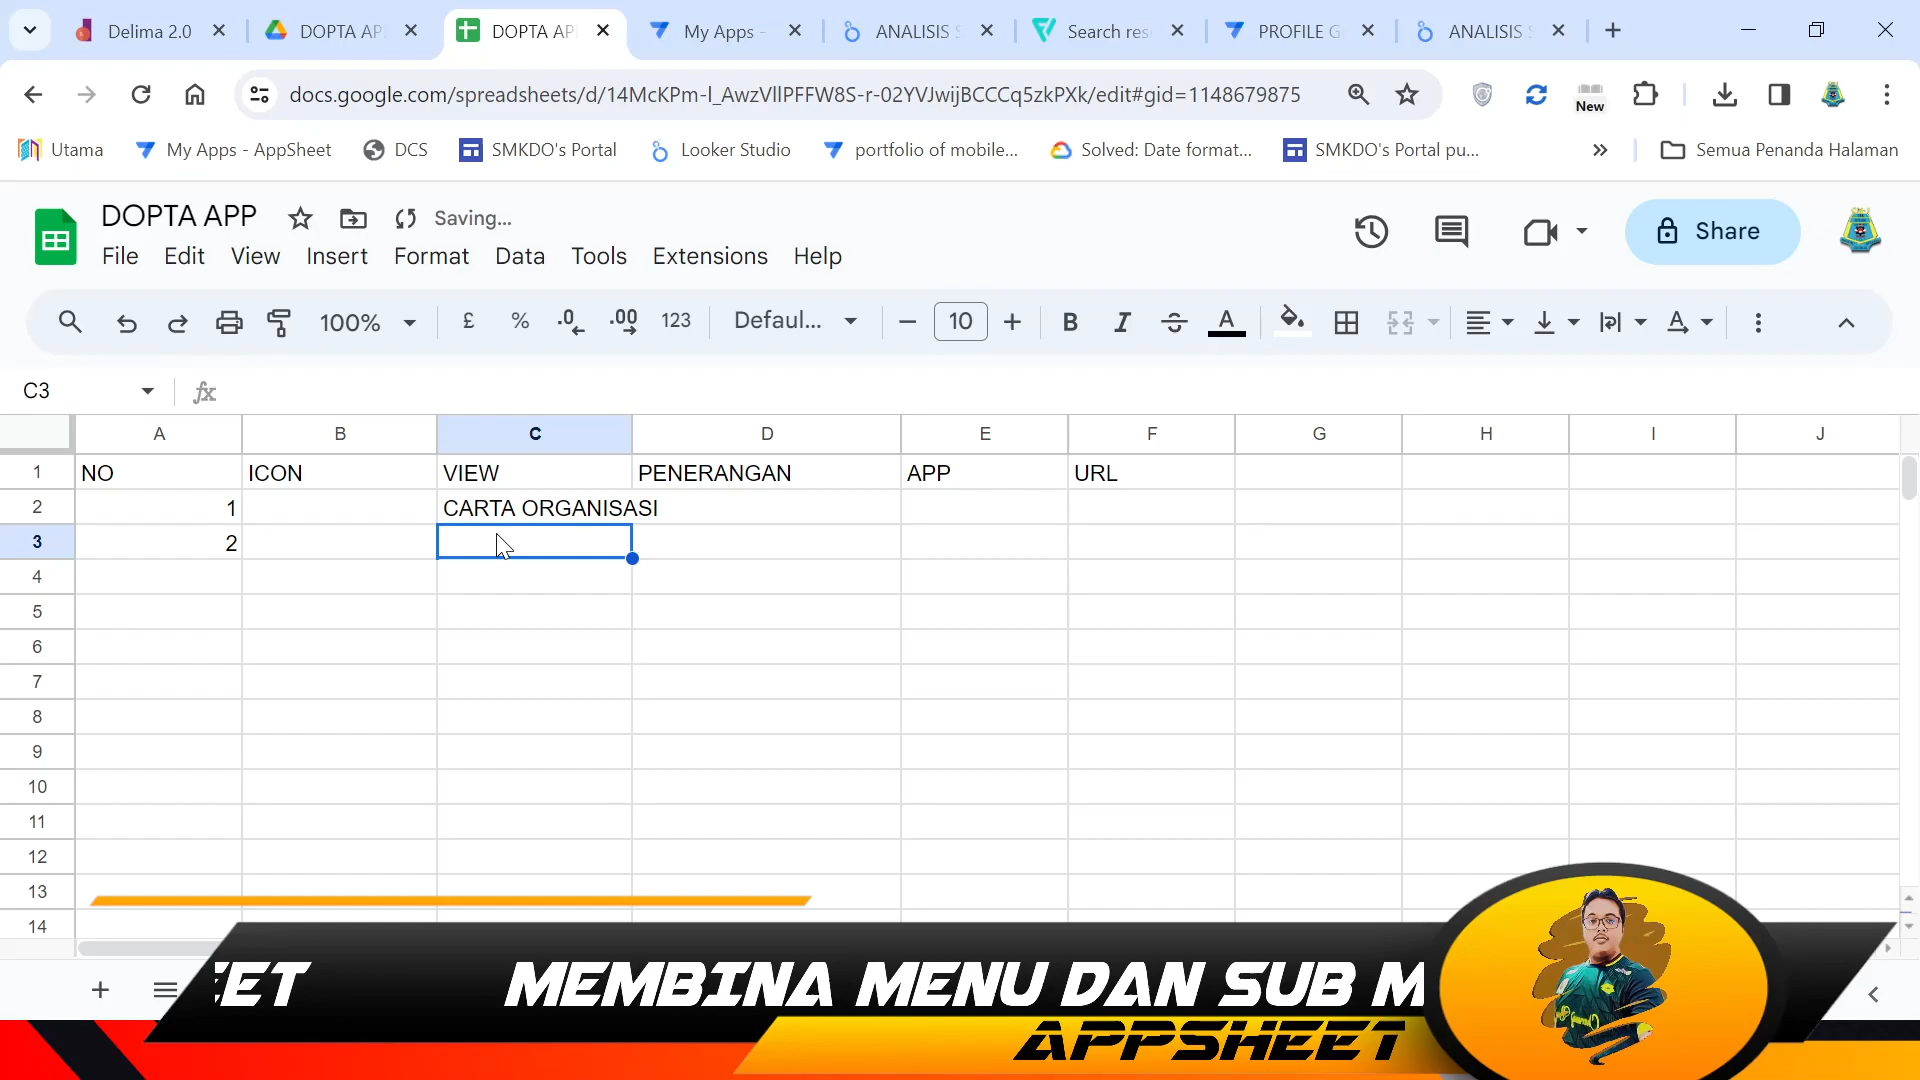 Delima 2.0
DOPTA AP
DOPTA AP
My Apps -
ANALISIS S
Search res
PROFILE G
ANALISIS S
docs.google.com/spreadsheets/d/14McKPm-l_AwzVllPFFW8S-r-02YVJwijBCCCq5zkPXk/edit#gid=1148679875
New
Utama
My Apps - AppSheet
DCS
SMKDO's Portal
Looker Studio
portfolio of mobile...
Solved: Date format...
SMKDO's Portal pu...
Semua Penanda Halaman
DOPTA APP
Saving...
File Edit View Insert Format Data Tools Extensions Help
Share
100% £ % .0 .00 123 Defaul... 10 B I A
C3 fx
A B C D E F G H I J
1 NO ICON VIEW PENERANGAN APP URL
2 1 CARTA ORGANISASI
3 2
4
5
6
7
8
9
10
11
12
13
14
EET MEMBINA MENU DAN SUB M
APPSHEET